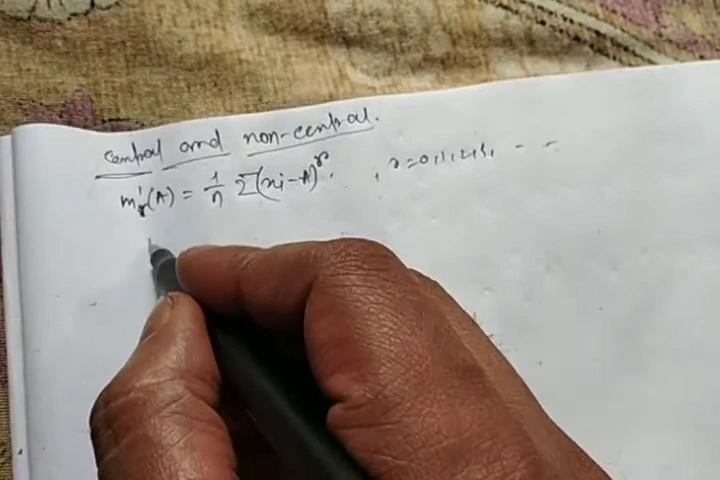 central and non-central.
m'r(A) = 1/n Σ(xi-A)^r. , r=0,1,2,3, - -